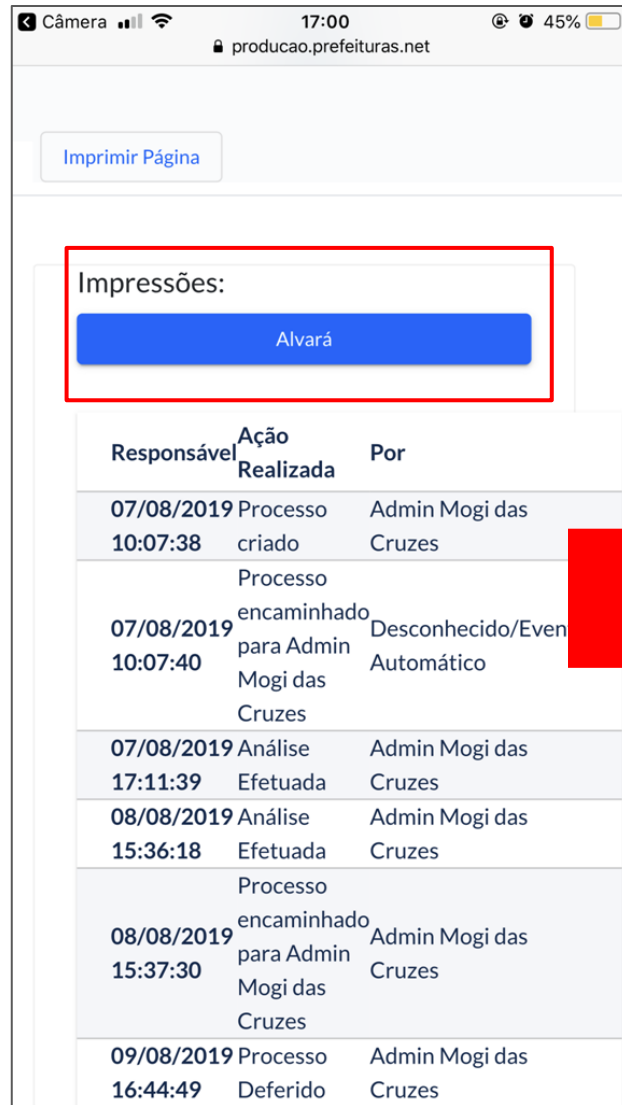 Câmera 17:00 45%
producao.prefeituras.net
Imprimir Página
Impressões:
Alvará
Responsável Ação Realizada Por
07/08/2019 10:07:38 Processo criado Admin Mogi das Cruzes
07/08/2019 10:07:40 Processo encaminhado para Admin Mogi das Cruzes Desconhecido/Even Automático
07/08/2019 17:11:39 Análise Efetuada Admin Mogi das Cruzes
08/08/2019 15:36:18 Análise Efetuada Admin Mogi das Cruzes
08/08/2019 15:37:30 Processo encaminhado para Admin Mogi das Cruzes Admin Mogi das Cruzes
09/08/2019 16:44:49 Processo Deferido Admin Mogi das Cruzes